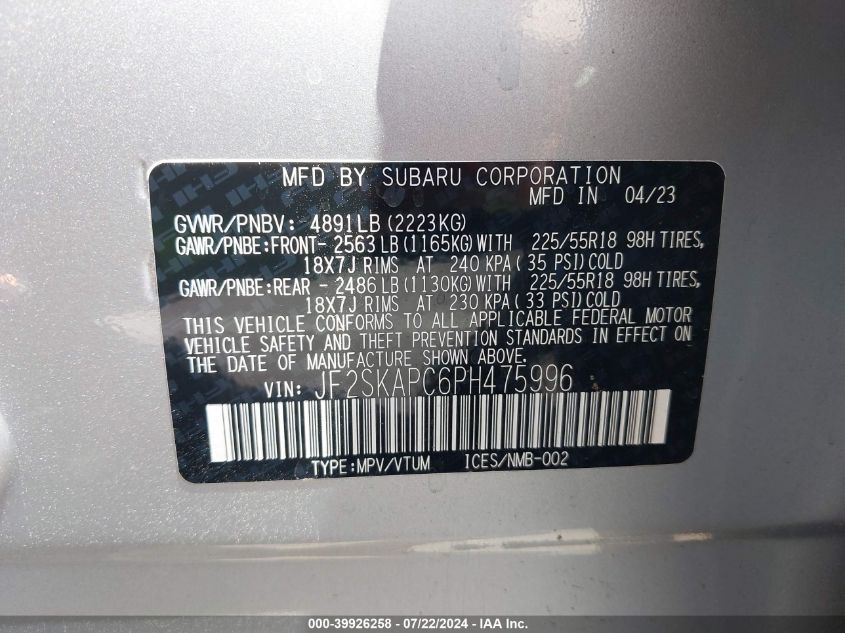 MFD BY SUBARU CORPORATION
MFD IN 04/23
GVWR/PNBV: 4891LB (2223KG)
GAWR/PNBE:FRONT- 2563 LB (1165KG) WITH 225/55R18 98H TIRES,
18X7J RIMS AT 240 KPA ( 35 PSI) COLD
GAWR/PNBE:REAR - 2486 LB (1130KG) WITH 225/55R18 98H TIRES,
18X7J RIMS AT 230 KPA ( 33 PSI) COLD
THIS VEHICLE CONFORMS TO ALL APPLICABLE FEDERAL MOTOR
VEHICLE SAFETY AND THEFT PREVENTION STANDARDS IN EFFECT ON
THE DATE OF MANUFACTURE SHOWN ABOVE.
VIN: JF2SKAPC6PH475996
TYPE:MPV/VTUM ICES/NMB-002
000-39926258 - 07/22/2024 - IAA Inc.